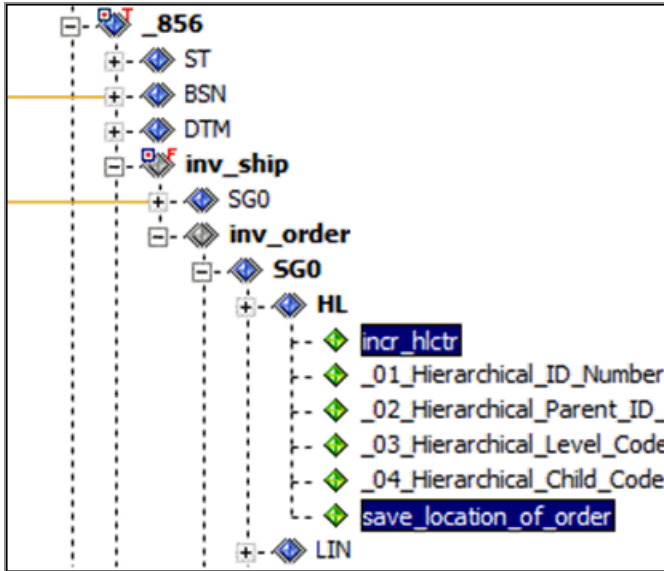 _856
ST
BSN
DTM
inv_ship
SG0
inv_order
SG0
HL
incr_hlctr
_01_Hierarchical_ID_Number
_02_Hierarchical_Parent_ID_
_03_Hierarchical_Level_Code
_04_Hierarchical_Child_Code
save_location_of_order
LIN